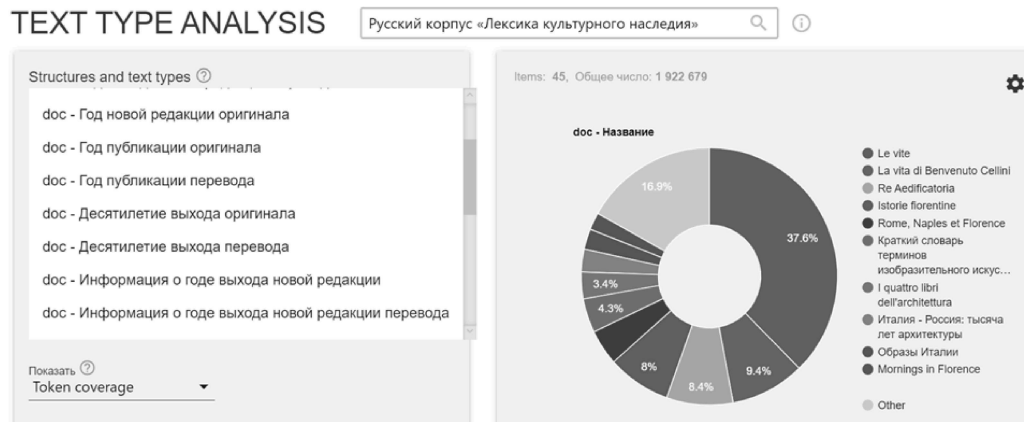 TEXT TYPE ANALYSIS
Русский корпус «Лексика культурного наследия»
Structures and text types
doc - Год новой редакции оригинала
doc - Год публикации оригинала
doc - Год публикации перевода
doc - Десятилетие выхода оригинала
doc - Десятилетие выхода перевода
doc - Информация о годе выхода новой редакции
doc - Информация о годе выхода новой редакции перевода
Показать
Token coverage
Items: 45, Общее число: 1 922 679
doc - Название
16.9%
37.6%
3.4%
4.3%
8%
8.4%
9.4%
Le vite
La vita di Benvenuto Cellini
Re Aedificatoria
Istorie fiorentine
Rome, Naples et Florence
Краткий словарь
терминов
изобразительного искус...
I quattro libri
dell'architettura
Италия - Россия: тысяча
лет архитектуры
Образы Италии
Mornings in Florence
Other